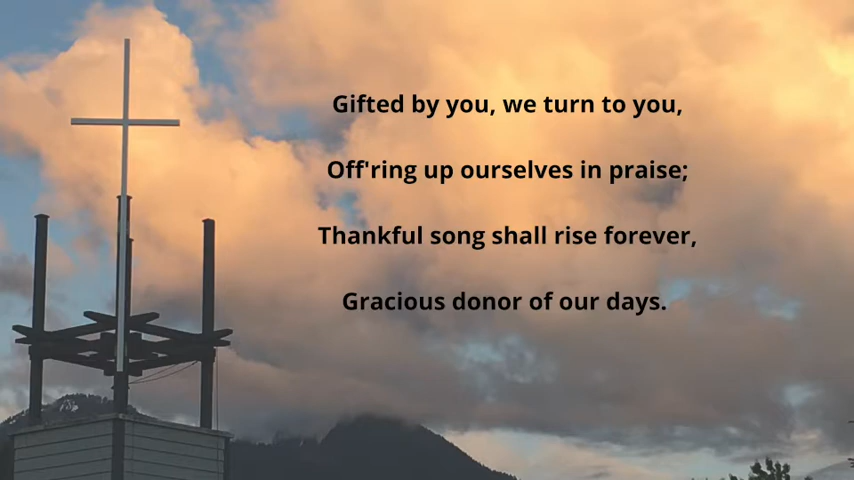 Gifted by you, we turn to you,
Off'ring up ourselves in praise;
Thankful song shall rise forever,
Gracious donor of our days.